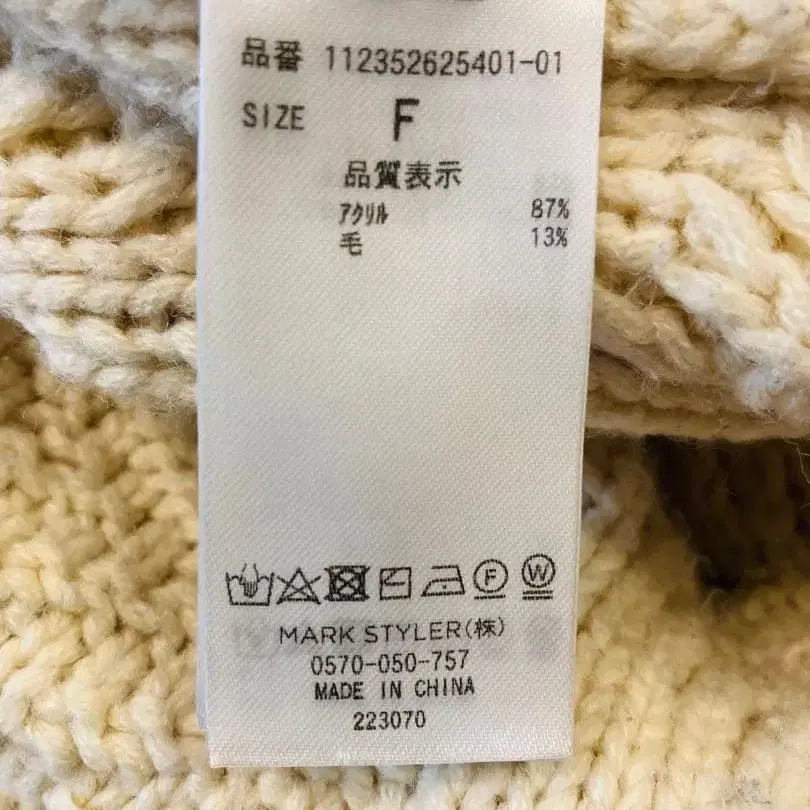 品番 112352625401-01
SIZE F
品質表示
アクリル 87%
毛 13%
F W
MARK STYLER(株)
0570-050-757
MADE IN CHINA
223070